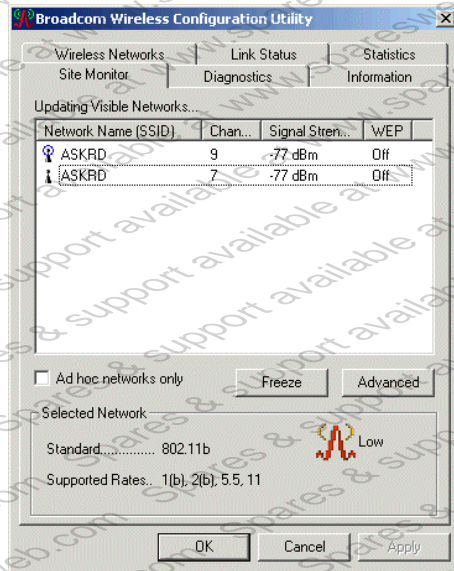 Broadcom Wireless Configuration Utility
Wireless Networks Link Status Statistics
Site Monitor Diagnostics Information
Updating Visible Networks...
Network Name (SSID) Chan... Signal Stren... WEP
ASKRD 9 -77 dBm Off
ASKRD 7 -77 dBm Off
Ad hoc networks only Freeze Advanced
Selected Network
Standard............... 802.11b Low
Supported Rates.. 1(b), 2(b), 5.5, 11
OK Cancel Apply